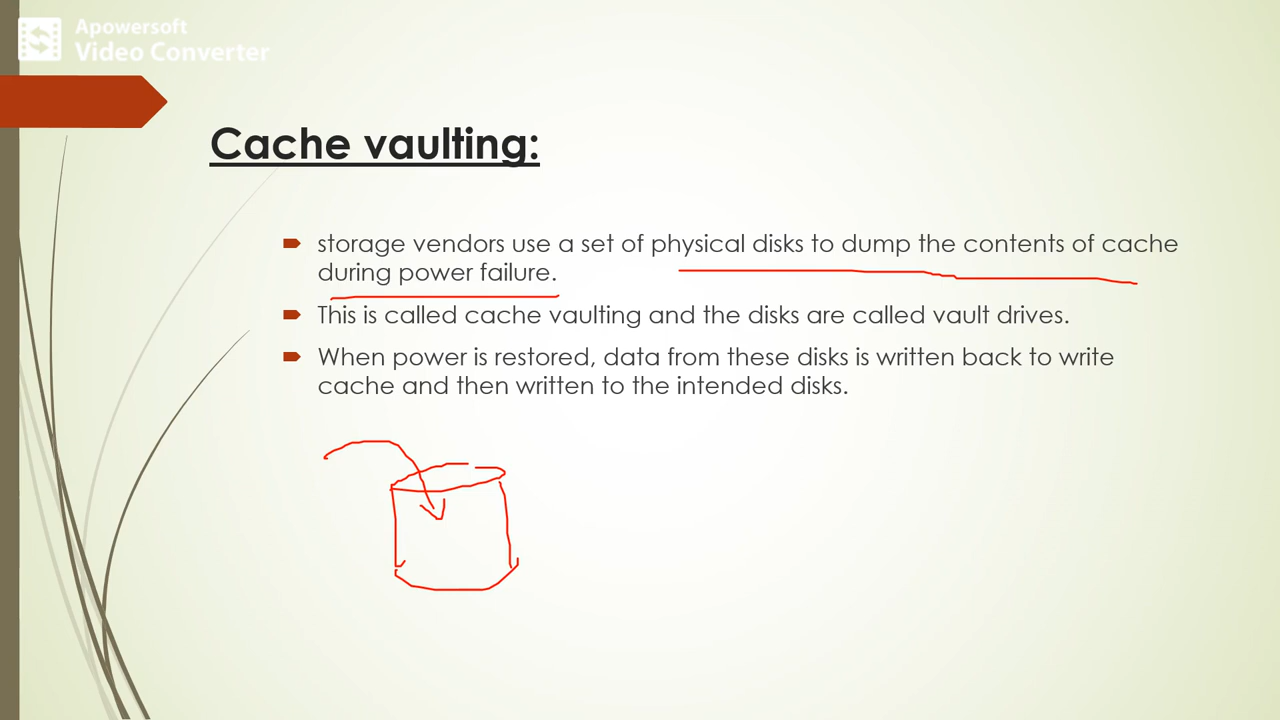 Apowersoft
Video Converter
Cache vaulting:
storage vendors use a set of physical disks to dump the contents of cache
during power failure.
This is called cache vaulting and the disks are called vault drives.
When power is restored, data from these disks is written back to write
cache and then written to the intended disks.